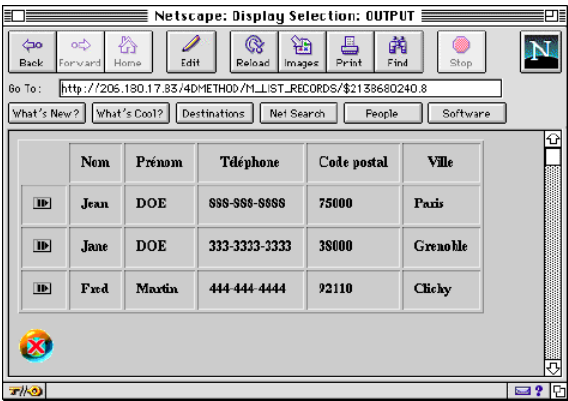 Netscape: Display Selection: OUTPUT
Back Forward Home Edit Reload Images Print Find Stop
N
Go To: http://206.180.17.83/4DMETHOD/M_LIST_RECORDS/$2138680240.8
What's New? What's Cool? Destinations Net Search People Software
Nom Prénom Téléphone Code postal Ville
Jean DOE 888-888-8888 75000 Paris
Jane DOE 333-3333-3333 38000 Grenoble
Fred Martin 444-444-4444 92110 Clichy
?